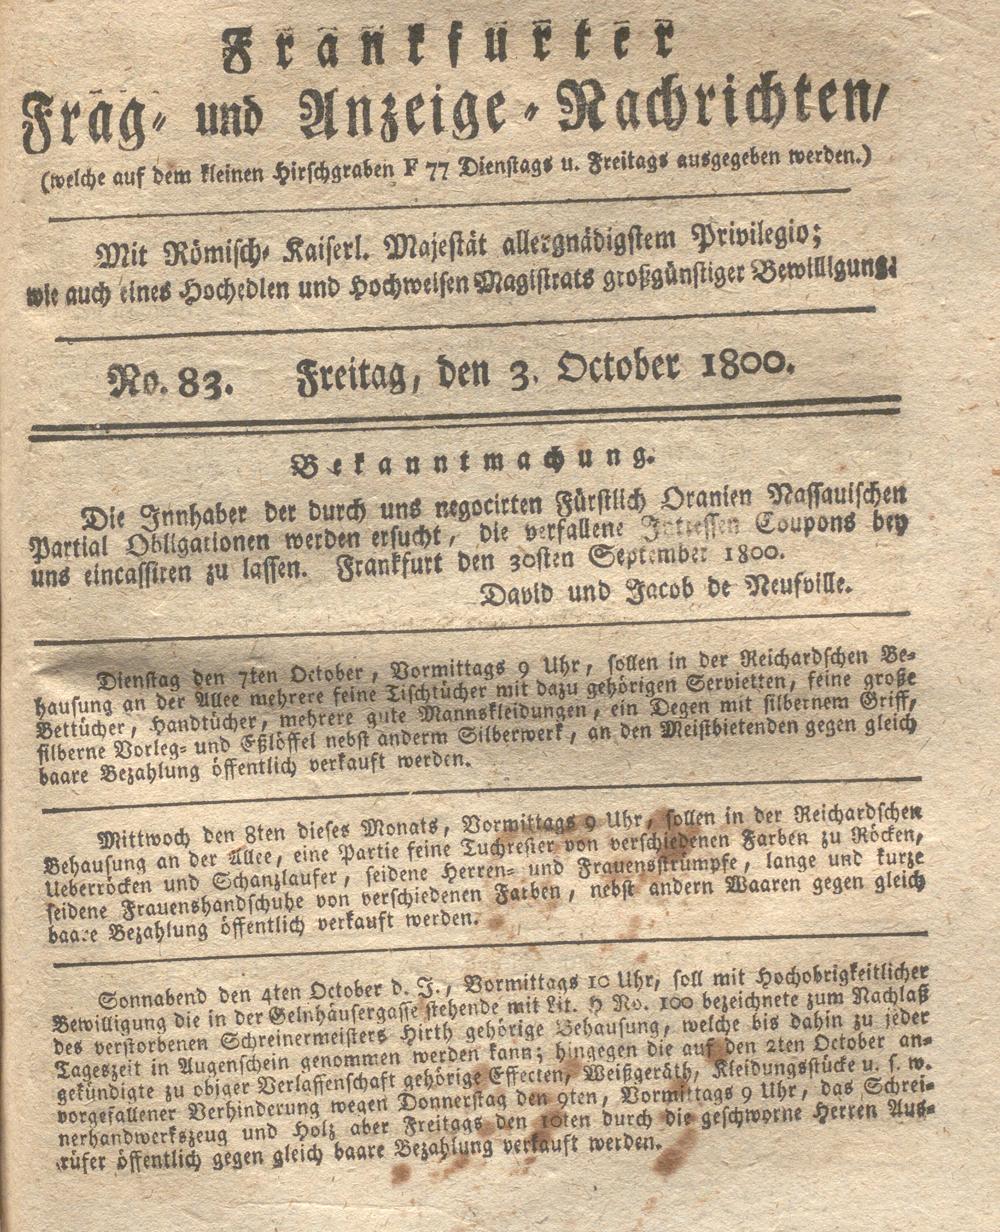 Frankfurter
Frag- und Anzeige-Nachrichten/
(welche auf dem kleinen Hirschgraben F 77 Dienstags u. Freitags ausgegeben werden.)
Mit Römisch-Kaiserl. Majestät allergnädigstem Privilegio;
wie auch eines Hochedlen und Hochweisen Magistrats großgünstiger Bewilligung.
No. 83. Freitag, den 3. October 1800.
Bekanntmachung.
Die Innhaber der durch uns negocirten Fürstlich Oranien Nassauischen
Partial Obligationen werden ersucht, die verfallene Intressen Coupons bey
uns eincassiren zu lassen. Frankfurt den 30sten September 1800.
David und Jacob de Neufville.
Dienstag den 7ten October, Vormittags 9 Uhr, sollen in der Reichardschen Be-
hausung an der Allee mehrere feine Tischtücher mit dazu gehörigen Servietten, feine große
Bettücher, Handtücher, mehrere gute Mannskleidungen, ein Degen mit silbernem Griff,
silberne Vorleg- und Eßlöffel nebst anderm Silberwerk, an den Meistbietenden gegen gleich
baare Bezahlung öffentlich verkauft werden.
Mittwoch den 8ten dieses Monats, Vormittags 9 Uhr, sollen in der Reichardschen
Behausung an der Allee, eine Partie feine Tuchrester von verschiedenen Farben zu Röcken,
Ueberröcken und Schanzlaufer, seidene Herren- und Frauensstrümpfe, lange und kurze
seidene Frauenshandschuhe von verschiedenen Farben, nebst andern Waaren gegen gleich
baare Bezahlung öffentlich verkauft werden.
Sonnabend den 4ten October d. J., Vormittags 10 Uhr, soll mit Hochobrigkeitlicher
Bewilligung die in der Gelnhäusergasse stehende mit Lit. H No. 100 bezeichnete zum Nachlaß
des verstorbenen Schreinermeisters Hirth gehörige Behausung, welche bis dahin zu jeder
Tageszeit in Augenschein genommen werden kann; hingegen die auf den 2ten October an-
gekündigte zu obiger Verlassenschaft gehörige Effecten, Weißgeräth, Kleidungsstücke u. s. w.
vorgefallener Verhinderung wegen Donnerstag den 9ten, Vormittags 9 Uhr, das Schrei-
nerhandwerkszeug und Holz aber Freitags den 10ten durch die geschworne Herren Aus-
rüfer öffentlich gegen gleich baare Bezahlung verkauft werden.